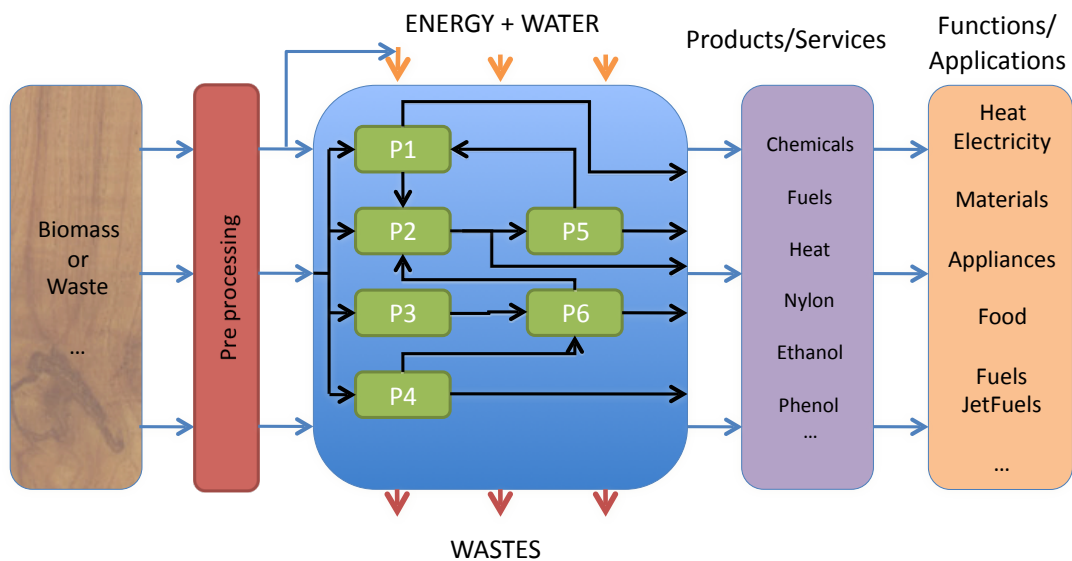 ENERGY + WATER
Products/Services
Functions/
Applications
Biomass
or
Waste
...
Pre processing
P1
P2
P3
P4
P5
P6
Chemicals
Fuels
Heat
Nylon
Ethanol
Phenol
...
Heat
Electricity
Materials
Appliances
Food
Fuels
JetFuels
...
WASTES